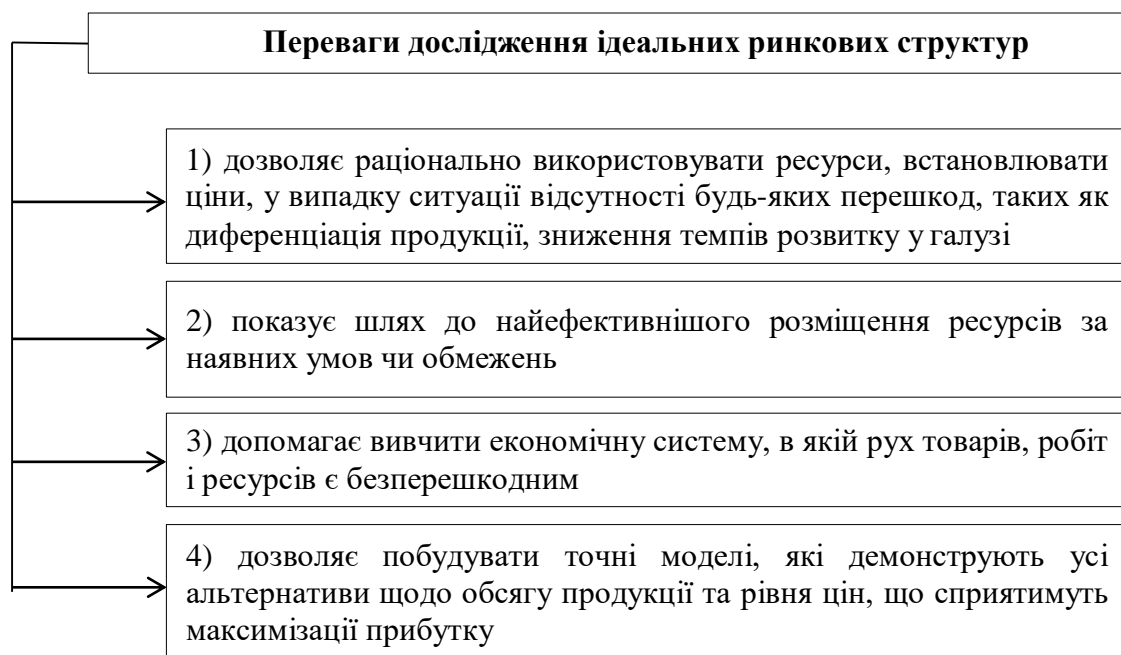 Переваги дослідження ідеальних ринкових структур
1) дозволяє раціонально використовувати ресурси, встановлювати
ціни, у випадку ситуації відсутності будь-яких перешкод, таких як
диференціація продукції, зниження темпів розвитку у галузі
2) показує шлях до найефективнішого розміщення ресурсів за
наявних умов чи обмежень
3) допомагає вивчити економічну систему, в якій рух товарів, робіт
і ресурсів є безперешкодним
4) дозволяє побудувати точні моделі, які демонструють усі
альтернативи щодо обсягу продукції та рівня цін, що сприятимуть
максимізації прибутку